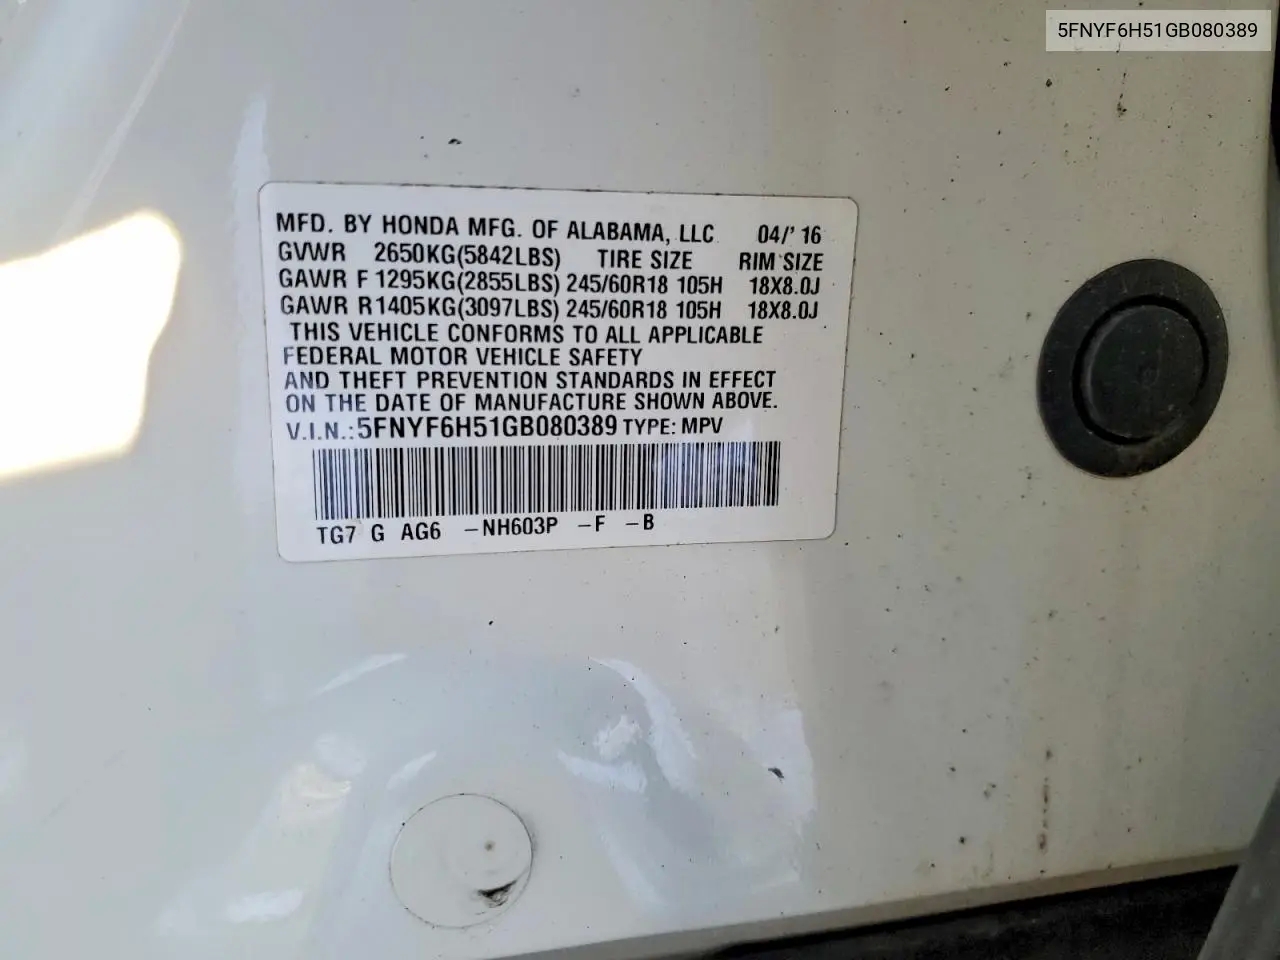 5FNYF6H51GB080389
MFD. BY HONDA MFG. OF ALABAMA, LLC 04/'16
GVWR 2650KG(5842LBS) TIRE SIZE RIM SIZE
GAWR F 1295KG(2855LBS) 245/60R18 105H 18X8.0J
GAWR R1405KG(3097LBS) 245/60R18 105H 18X8.0J
THIS VEHICLE CONFORMS TO ALL APPLICABLE
FEDERAL MOTOR VEHICLE SAFETY
AND THEFT PREVENTION STANDARDS IN EFFECT
ON THE DATE OF MANUFACTURE SHOWN ABOVE.
V.I.N.:5FNYF6H51GB080389 TYPE: MPV
TG7 G AG6 -NH603P -F -B